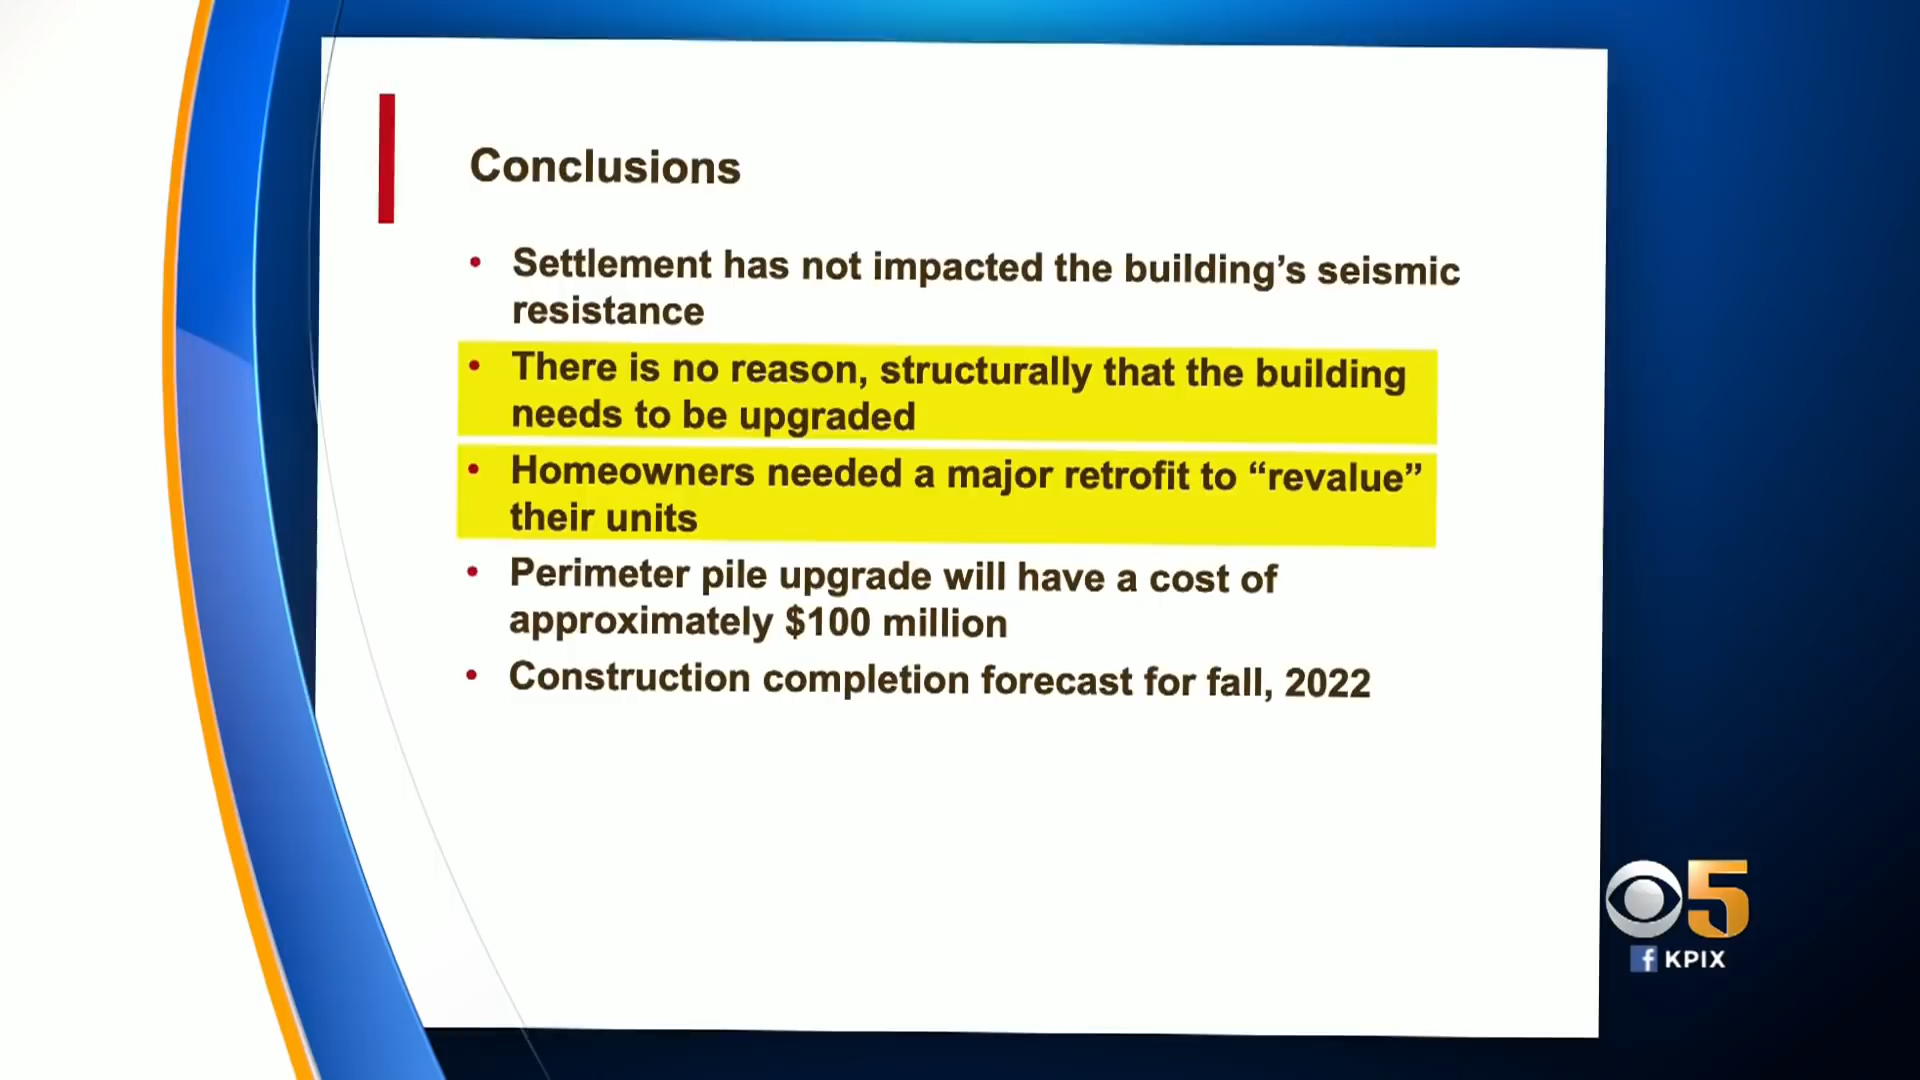 Conclusions
• Settlement has not impacted the building’s seismic
resistance
• There is no reason, structurally that the building
needs to be upgraded
• Homeowners needed a major retrofit to “revalue”
their units
• Perimeter pile upgrade will have a cost of
approximately $100 million
• Construction completion forecast for fall, 2022
5
f KPIX